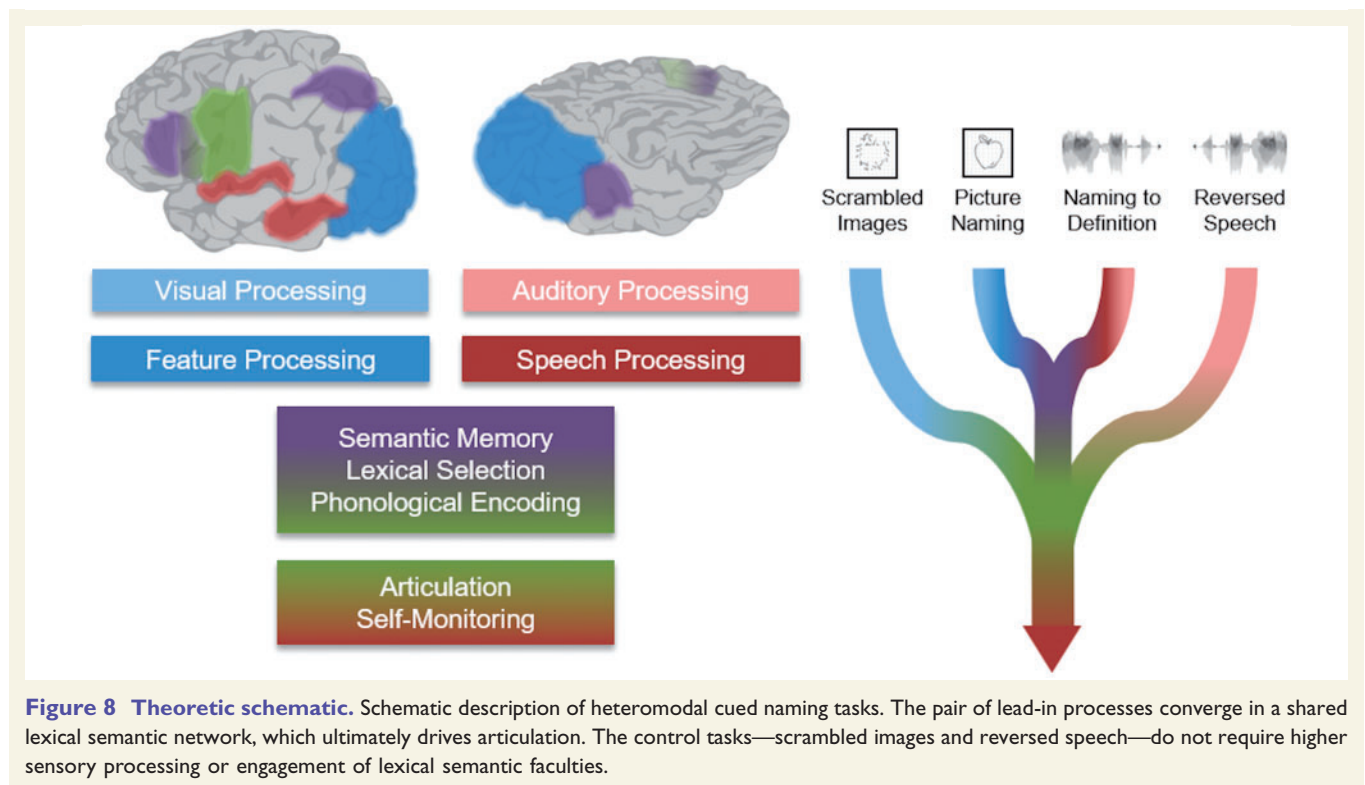 Scrambled
Images
Picture
Naming
Naming to
Definition
Reversed
Speech
Visual Processing
Auditory Processing
Feature Processing
Speech Processing
Semantic Memory
Lexical Selection
Phonological Encoding
Articulation
Self-Monitoring
Figure 8 Theoretic schematic. Schematic description of heteromodal cued naming tasks. The pair of lead-in processes converge in a shared
lexical semantic network, which ultimately drives articulation. The control tasks—scrambled images and reversed speech—do not require higher
sensory processing or engagement of lexical semantic faculties.